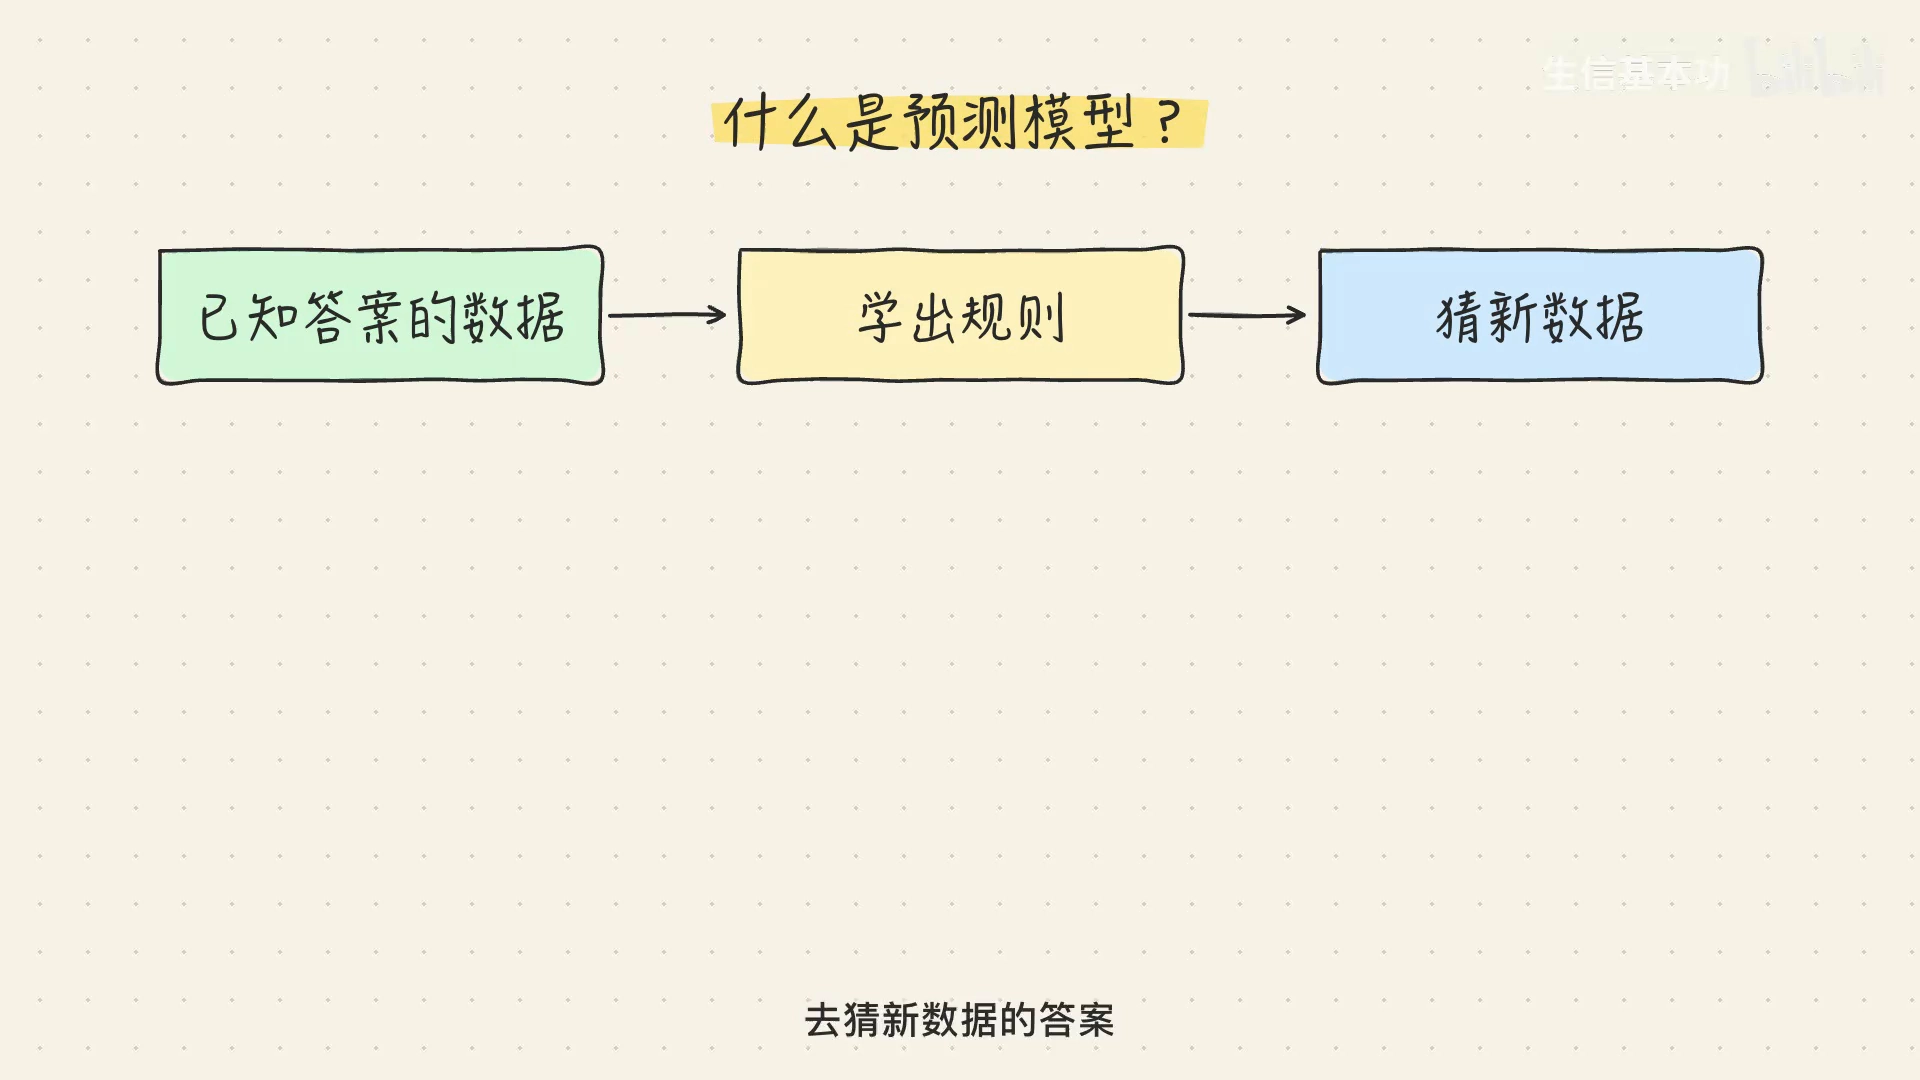 生信基本功 bilibili
什么是预测模型？
已知答案的数据
学出规则
猜新数据
去猜新数据的答案